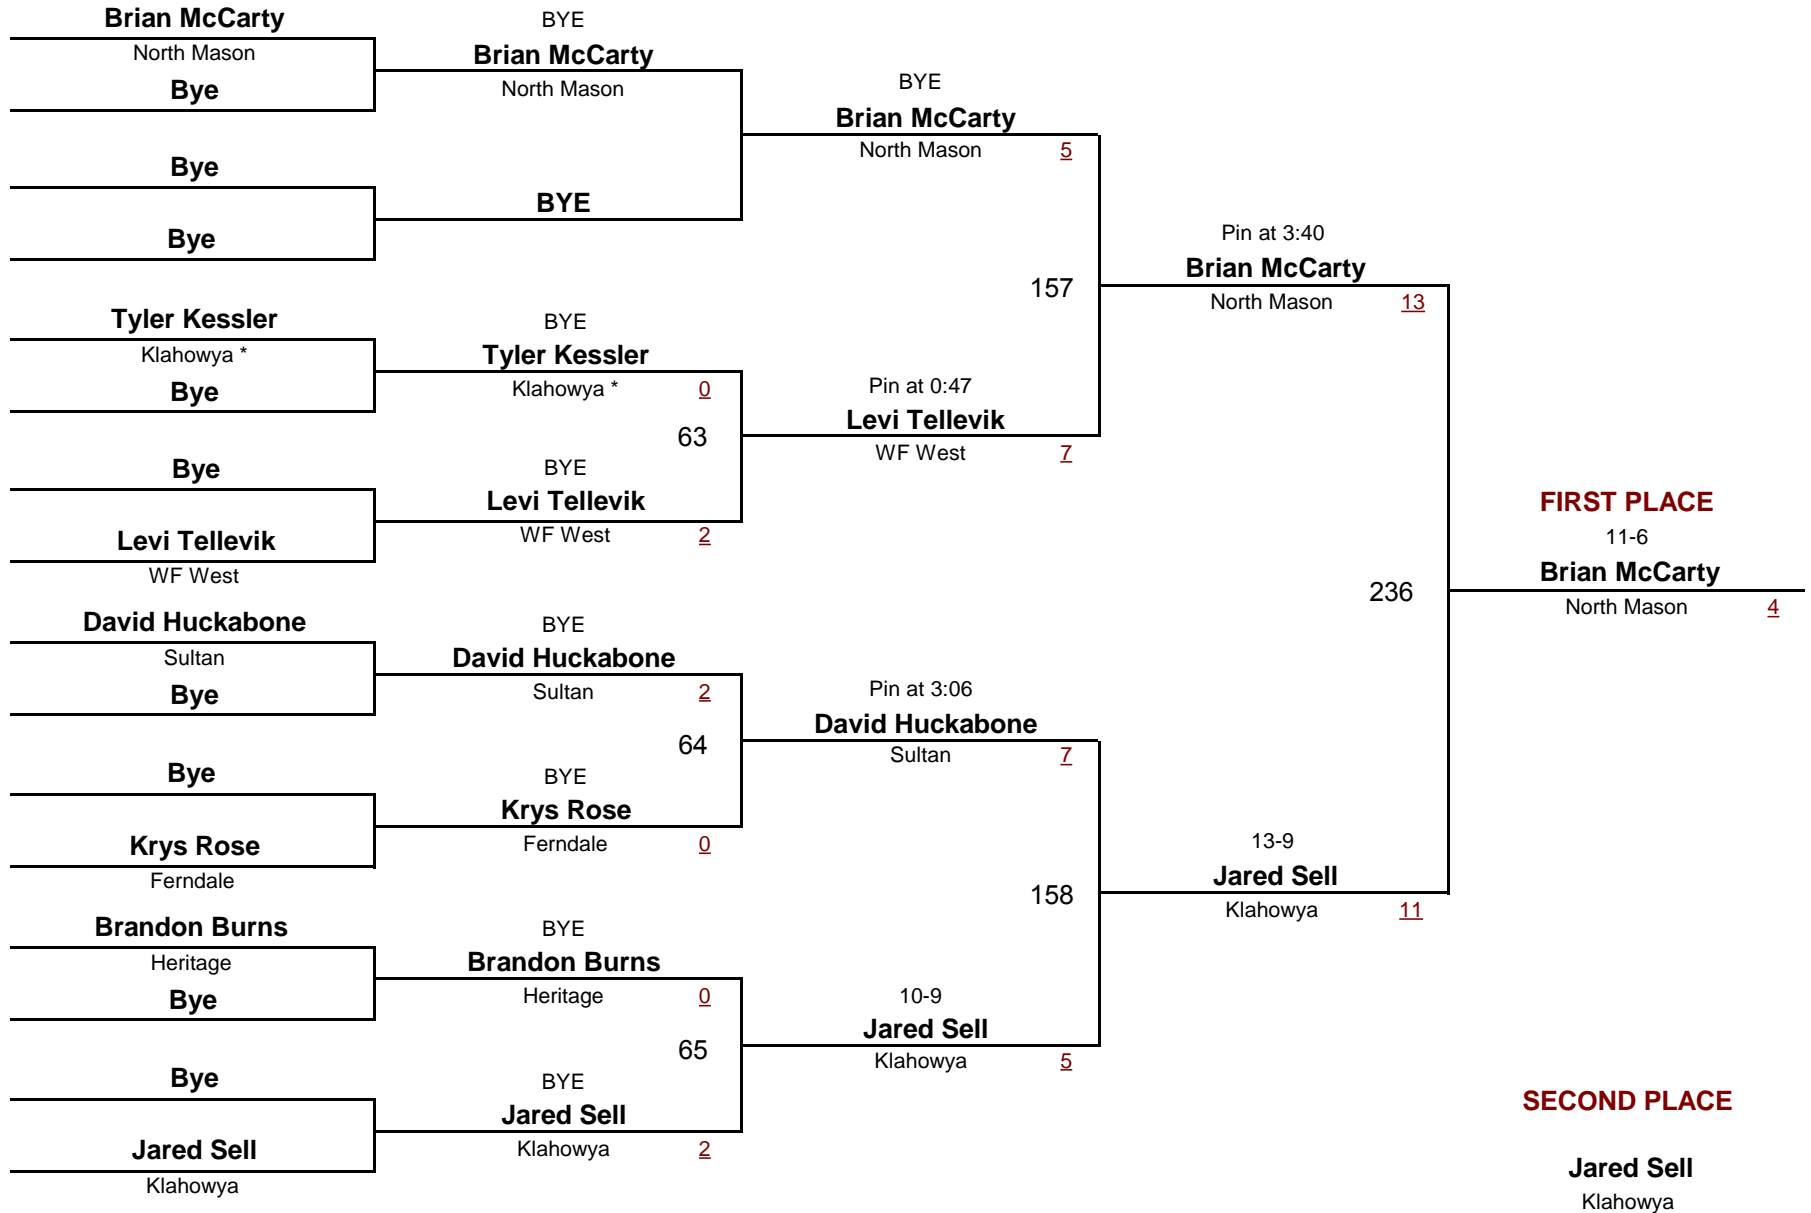 Brian McCarty
North Mason
Bye
Bye
Bye
Tyler Kessler
Klahowya *
Bye
Bye
Levi Tellevik
WF West
David Huckabone
Sultan
Bye
Bye
Krys Rose
Ferndale
Brandon Burns
Heritage
Bye
Bye
Jared Sell
Klahowya
BYE
Brian McCarty
North Mason
BYE
BYE
Tyler Kessler
Klahowya * 0
63
BYE
Levi Tellevik
WF West 2
BYE
David Huckabone
Sultan 2
64
BYE
Krys Rose
Ferndale 0
BYE
Brandon Burns
Heritage 0
65
BYE
Jared Sell
Klahowya 2
BYE
Brian McCarty
North Mason 5
157
Pin at 0:47
Levi Tellevik
WF West 7
Pin at 3:06
David Huckabone
Sultan 7
158
10-9
Jared Sell
Klahowya 5
Pin at 3:40
Brian McCarty
North Mason 13
236
13-9
Jared Sell
Klahowya 11
FIRST PLACE
11-6
Brian McCarty
North Mason 4
SECOND PLACE
Jared Sell
Klahowya